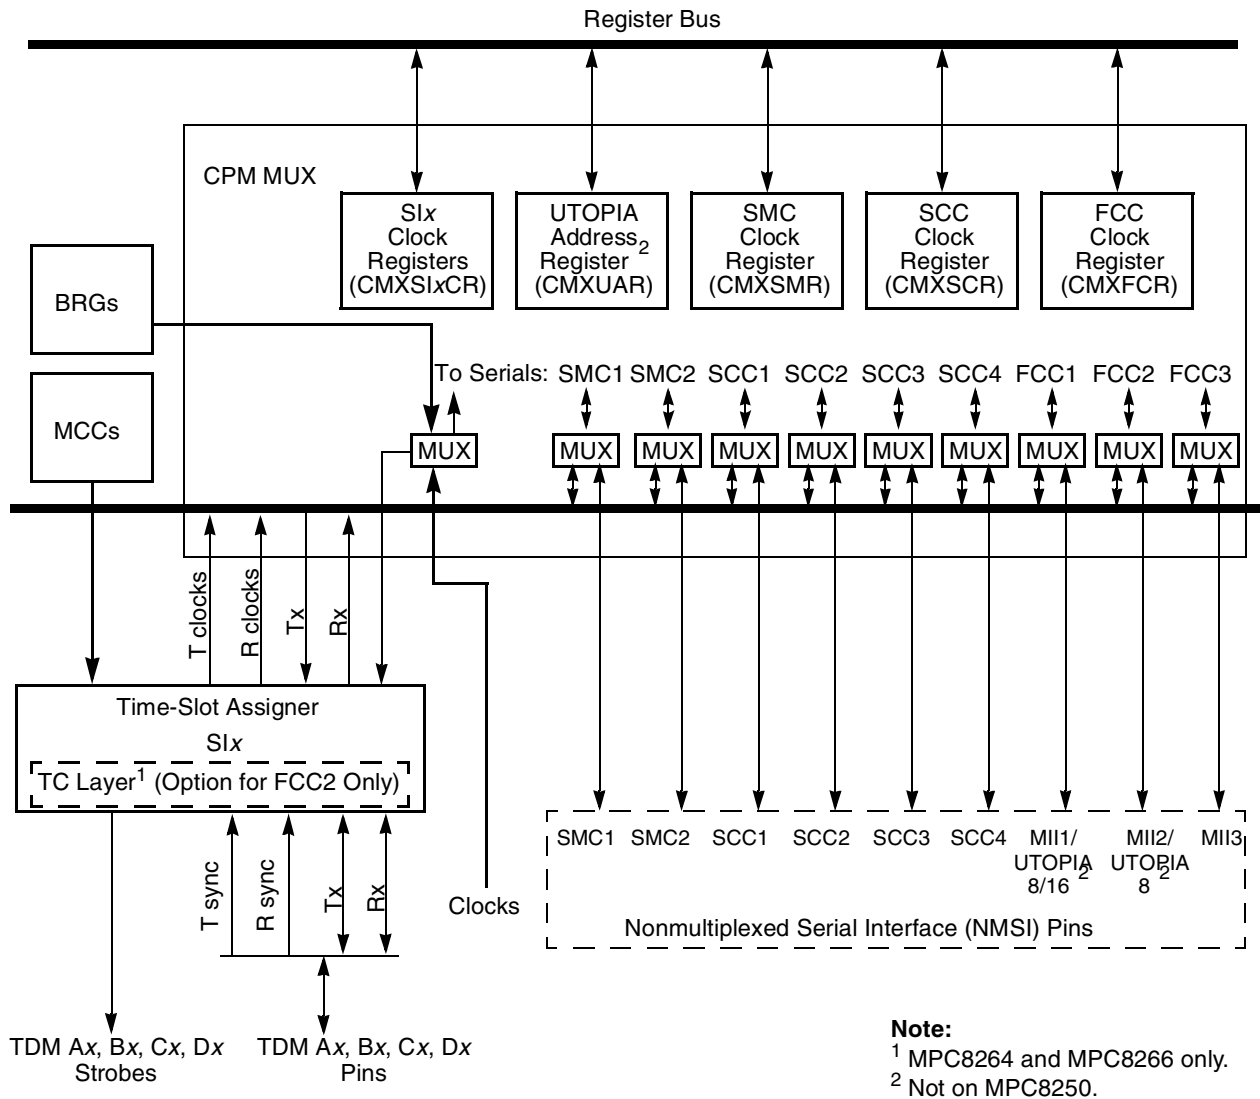 Register Bus
CPM MUX
SIx
Clock
Registers
(CMXSIxCR)
UTOPIA
Address
Register 2
(CMXUAR)
SMC
Clock
Register
(CMXSMR)
SCC
Clock
Register
(CMXSCR)
FCC
Clock
Register
(CMXFCR)
BRGs
MCCs
To Serials: SMC1 SMC2 SCC1 SCC2 SCC3 SCC4 FCC1 FCC2 FCC3
MUX MUX MUX MUX MUX MUX MUX MUX MUX MUX
T clocks
R clocks
Tx
Rx
Time-Slot Assigner
SIx
TC Layer1 (Option for FCC2 Only)
T sync
R sync
Tx
Rx
Clocks
SMC1 SMC2 SCC1 SCC2 SCC3 SCC4
MII1/
UTOPIA
8/16 2
MII2/
UTOPIA
8 2
MII3
Nonmultiplexed Serial Interface (NMSI) Pins
TDM Ax, Bx, Cx, Dx
Strobes
TDM Ax, Bx, Cx, Dx
Pins
Note:
1 MPC8264 and MPC8266 only.
2 Not on MPC8250.